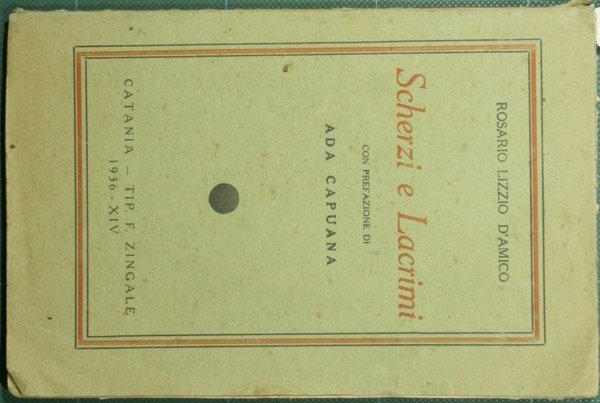 ROSARIO LIZZIO D'AMICO
Scherzi e Lacrimi
CON PREFAZIONE DI
ADA CAPUANA
CATANIA — TIP. F. ZINGALE
1936 - XIV